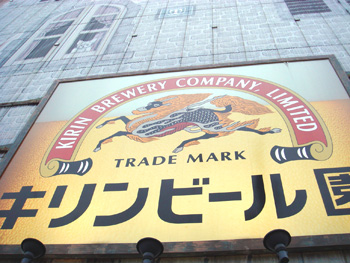 KIRIN BREWERY COMPANY, LIMITED
TRADE MARK
キリンビール